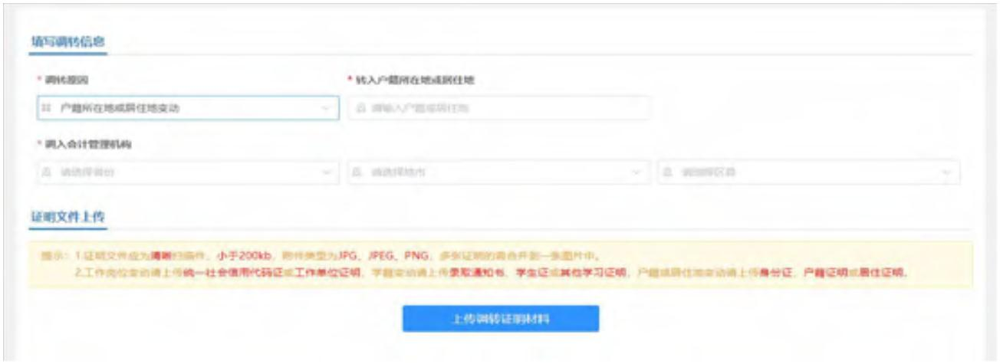 填写调转信息
* 调转原因
* 转入户籍所在地或居住地
户籍所在地或居住地变动
请输入户籍或居住地
* 调入会计管理机构
请选择省份
请选择地市
请选择区县
证明文件上传
提示：1.证明文件应为清晰扫描件，小于200kb，附件类型为JPG、JPEG、PNG，多张证明的需合并到一张图片中。
2.工作岗位变动请上传统一社会信用代码证或工作单位证明，学籍变动请上传录取通知书、学生证或其他学习证明，户籍或居住地变动请上传身份证、户籍证明或居住证明。
上传调转证明材料